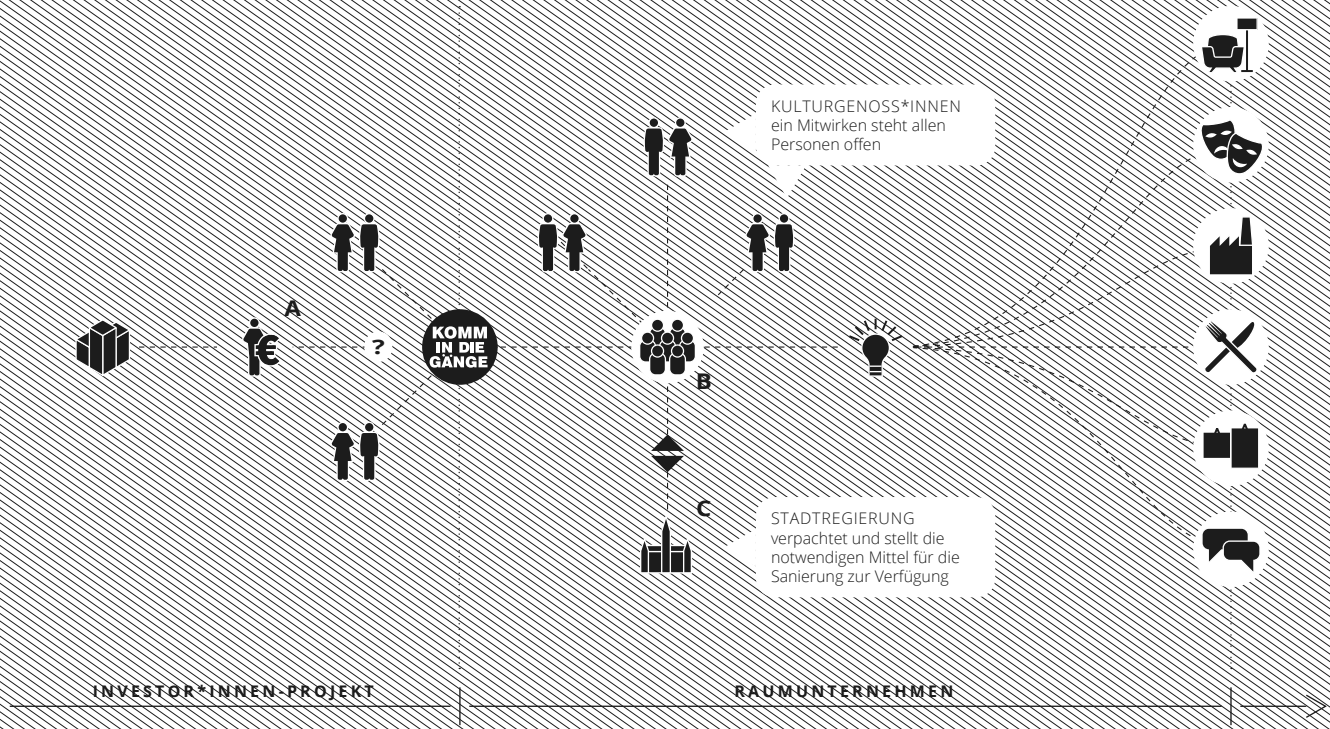 KULTURGENOSS*INNEN
ein Mitwirken steht allen
Personen offen
A
€
?
KOMM
IN DIE
GÄNGE
B
C
STADTREGIERUNG
verpachtet und stellt die
notwendigen Mittel für die
Sanierung zur Verfügung
INVESTOR*INNEN-PROJEKT
RAUMUNTERNEHMEN